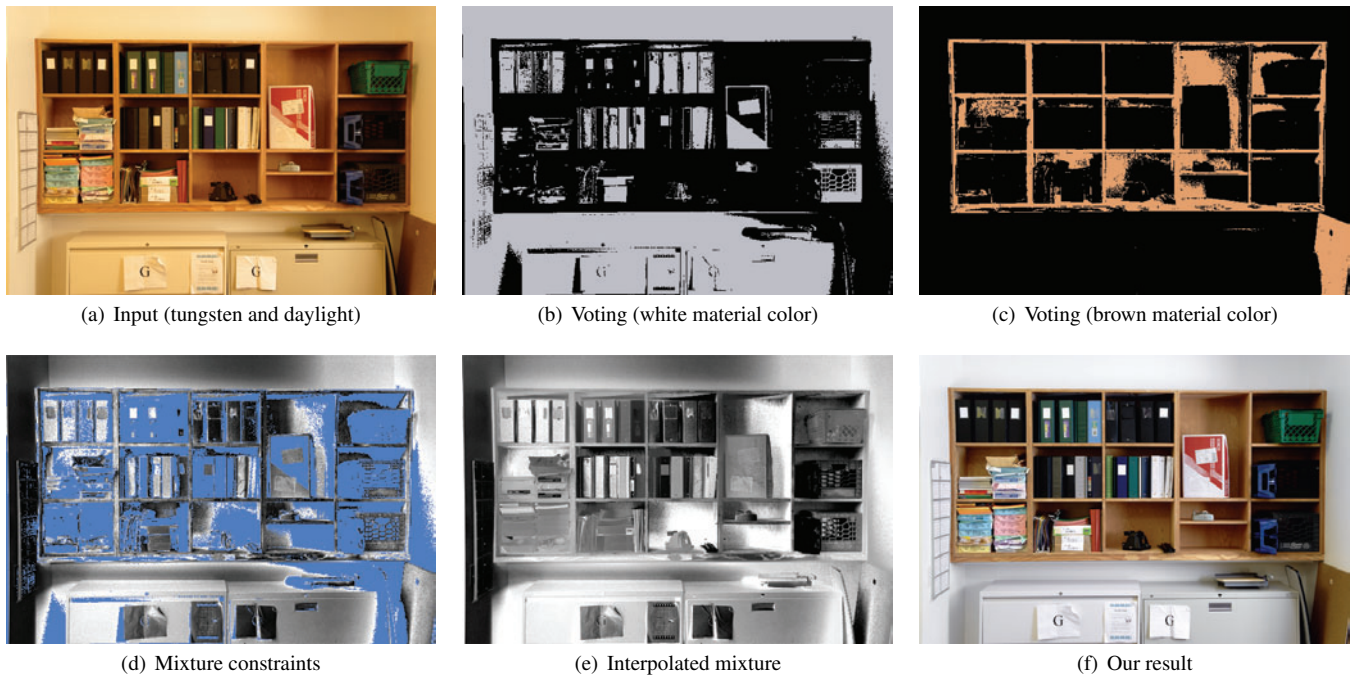 (a) Input (tungsten and daylight)
(b) Voting (white material color)
(c) Voting (brown material color)
G
G
G
G
G
G
(d) Mixture constraints
(e) Interpolated mixture
(f) Our result